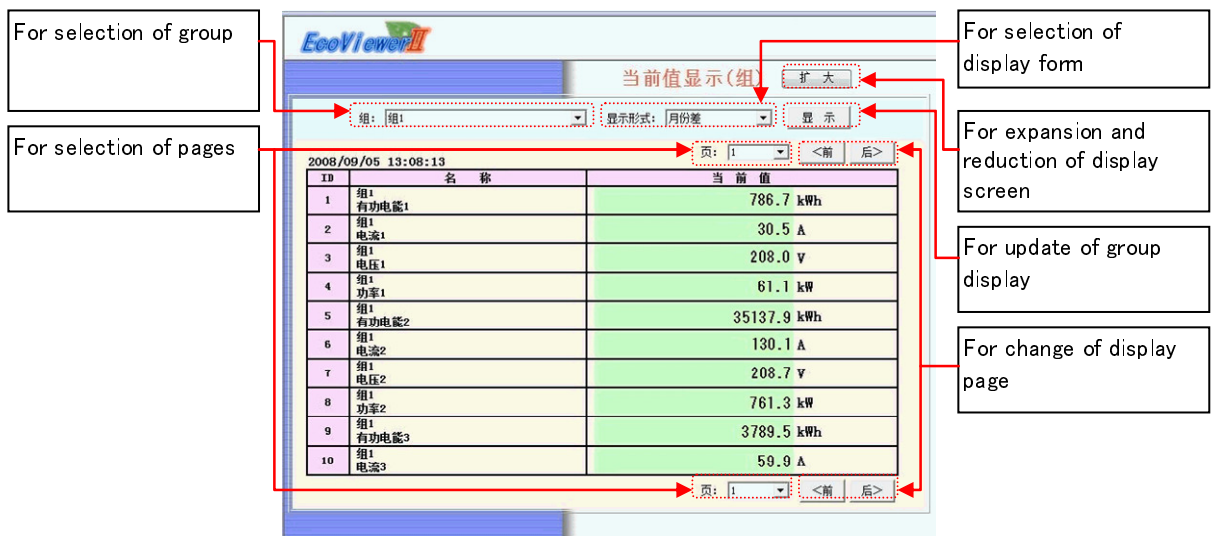 For selection of group
For selection of pages
EcoViewerII
当前值显示(组)
扩 大
组: 组1
显示形式: 月份差
显 示
2008/09/05 13:08:13
页: 1
<前
后>
ID 名 称 当 前 值
1 组1 786.7 kWh
有功电能1
2 组1 30.5 A
电流1
3 组1 208.0 V
电压1
4 组1 61.1 kW
功率1
5 组1 35137.9 kWh
有功电能2
6 组1 130.1 A
电流2
7 组1 208.7 V
电压2
8 组1 761.3 kW
功率2
9 组1 3789.5 kWh
有功电能3
10 组1 59.9 A
电流3
页: 1
<前
后>
For selection of
display form
For expansion and
reduction of display
screen
For update of group
display
For change of display
page